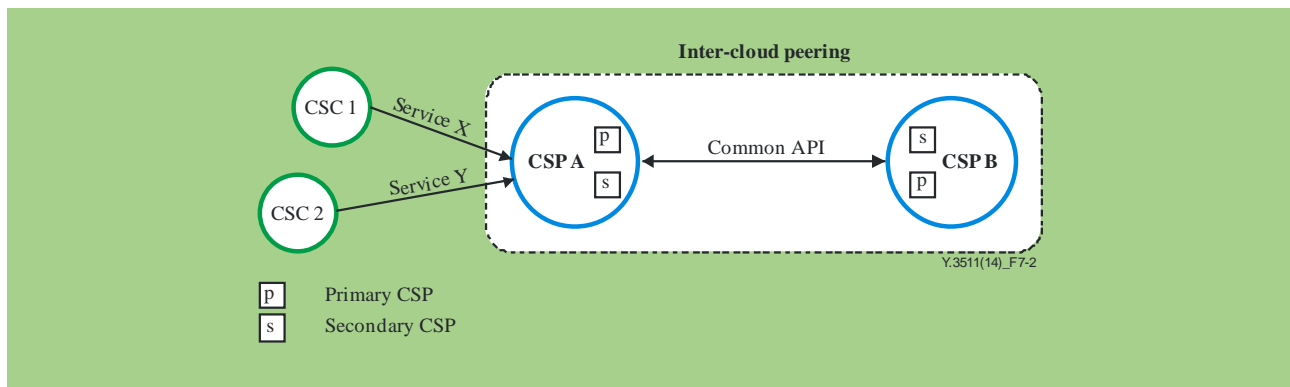 Inter-cloud peering
CSC 1
Service X
CSC 2
Service Y
CSP A
p
s
Common API
s
p
CSP B
Y.3511(14)_F7-2
p Primary CSP
s Secondary CSP